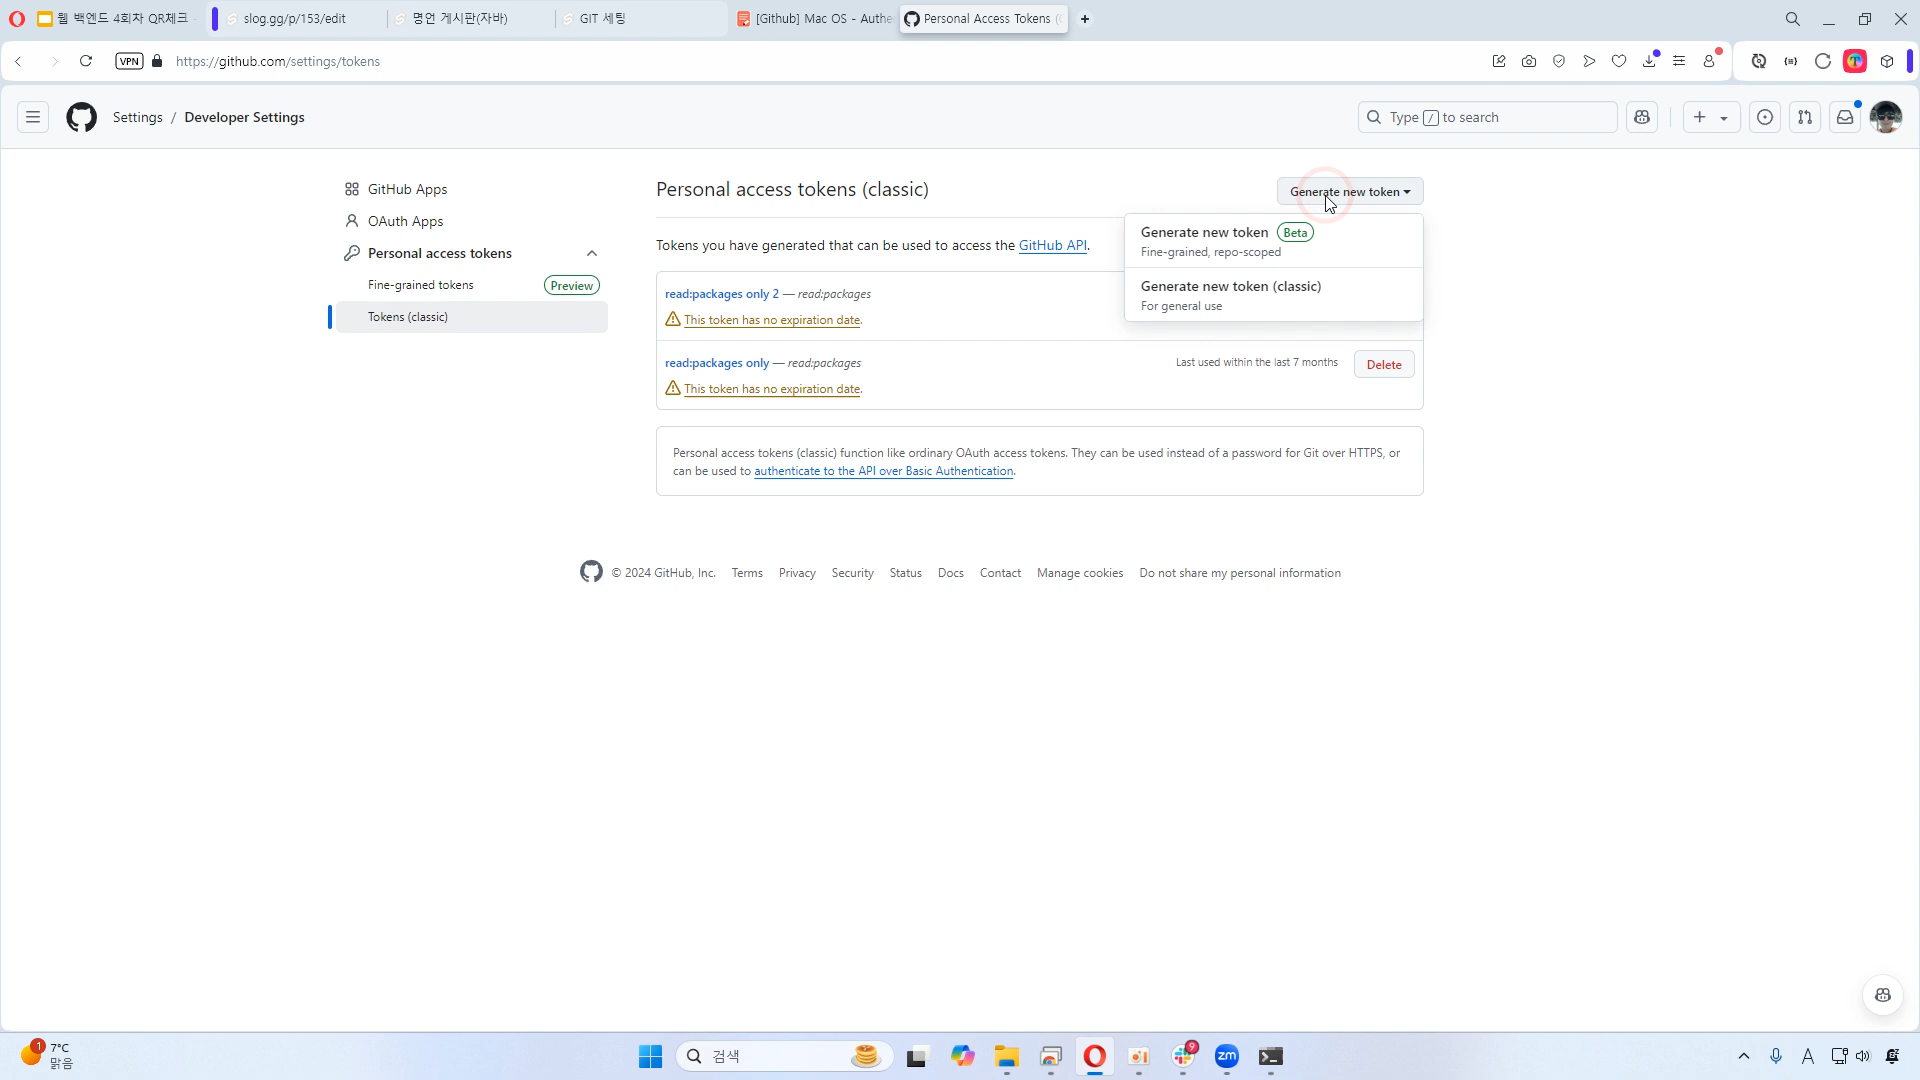 웹 백엔드 4회차 QR체크
slog.gg/p/153/edit
명언 게시판(자바)
GIT 세팅
[Github] Mac OS - Authe
Personal Access Tokens (
VPN
https://github.com/settings/tokens
Settings / Developer Settings
Type / to search
GitHub Apps
OAuth Apps
Personal access tokens
Fine-grained tokens
Preview
Tokens (classic)
Personal access tokens (classic)
Generate new token
Generate new token Beta
Fine-grained, repo-scoped
Generate new token (classic)
For general use
Tokens you have generated that can be used to access the GitHub API.
read:packages only 2 — read:packages
This token has no expiration date.
read:packages only — read:packages
Last used within the last 7 months
Delete
This token has no expiration date.
Personal access tokens (classic) function like ordinary OAuth access tokens. They can be used instead of a password for Git over HTTPS, or
can be used to authenticate to the API over Basic Authentication.
© 2024 GitHub, Inc.
Terms
Privacy
Security
Status
Docs
Contact
Manage cookies
Do not share my personal information
1
7°C
맑음
검색
9
zm
A